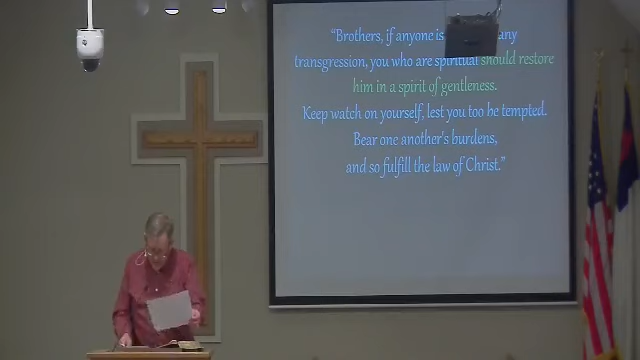 “Brothers, if anyone is any
transgression, you who are spiritual should restore
him in a spirit of gentleness.
Keep watch on yourself, lest you too be tempted.
Bear one another's burdens,
and so fulfill the law of Christ.”